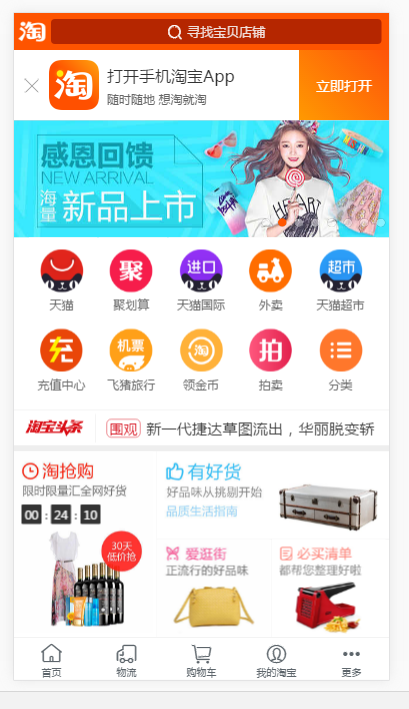 淘
寻找宝贝店铺
淘
打开手机淘宝App
随时随地 想淘就淘
立即打开
感恩回馈
NEW ARRIVAL
海量
新品上市
聚
进口
超市
天猫
聚划算
天猫国际
外卖
天猫超市
充
机票
淘
拍
充值中心
飞猪旅行
领金币
拍卖
分类
淘宝头条
围观
新一代捷达草图流出，华丽脱变轿
淘抢购
限时限量汇全网好货
00 : 24 : 10
30天
低价抢
有好货
好品味从挑剔开始
品质生活指南
爱逛街
正流行的好品味
必买清单
都帮您整理好啦
首页
物流
购物车
我的淘宝
更多